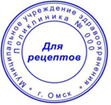 Муниципальное учреждение здравоохранения
Поликлиника № 000
Для
рецептов
* г. Омск *